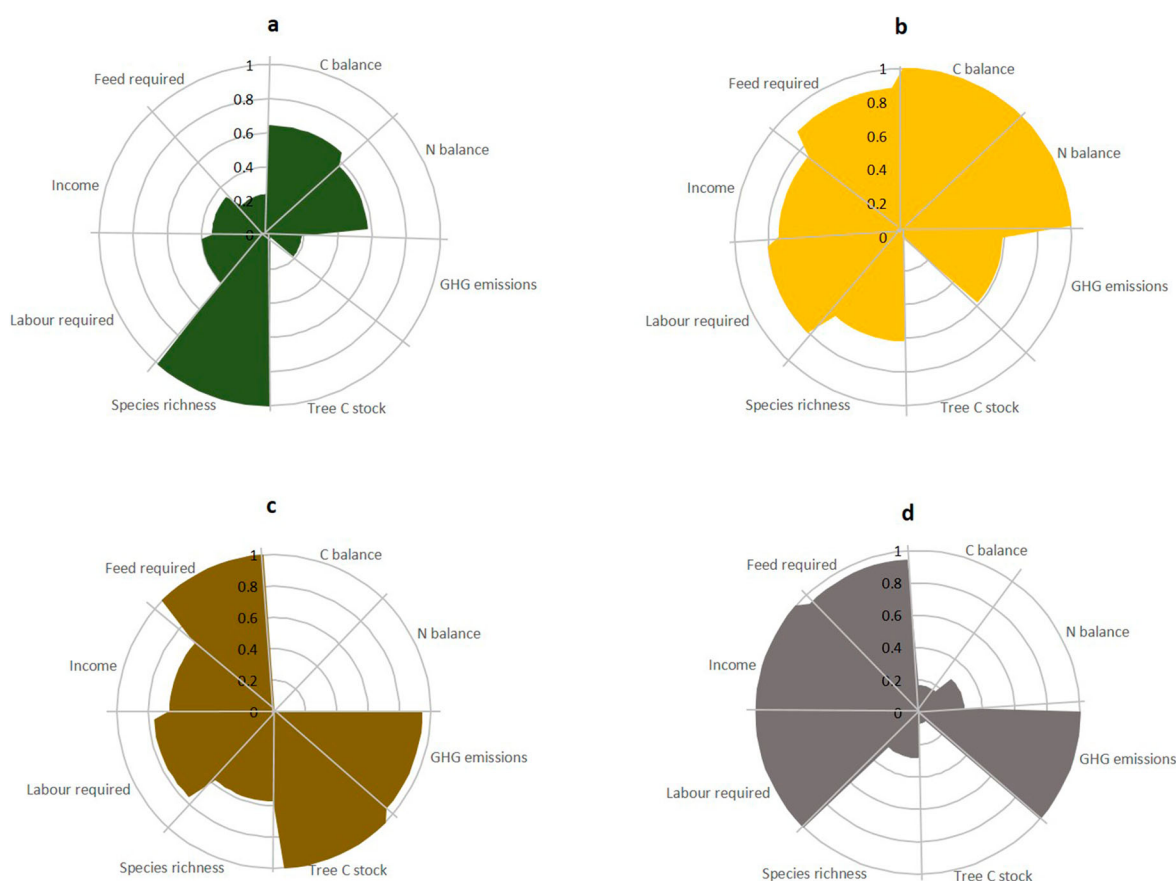 a
Feed required
1
C balance
0.8
0.6
N balance
0.4
Income
0.2
0
GHG emissions
Labour required
Species richness
Tree C stock
b
Feed required
1
C balance
0.8
0.6
N balance
0.4
Income
0.2
0
GHG emissions
Labour required
Species richness
Tree C stock
c
1
C balance
Feed required
0.8
0.6
N balance
0.4
Income
0.2
0
GHG emissions
Labour required
Species richness
Tree C stock
d
1
C balance
Feed required
0.8
0.6
N balance
0.4
Income
0.2
0
GHG emissions
Labour required
Species richness
Tree C stock